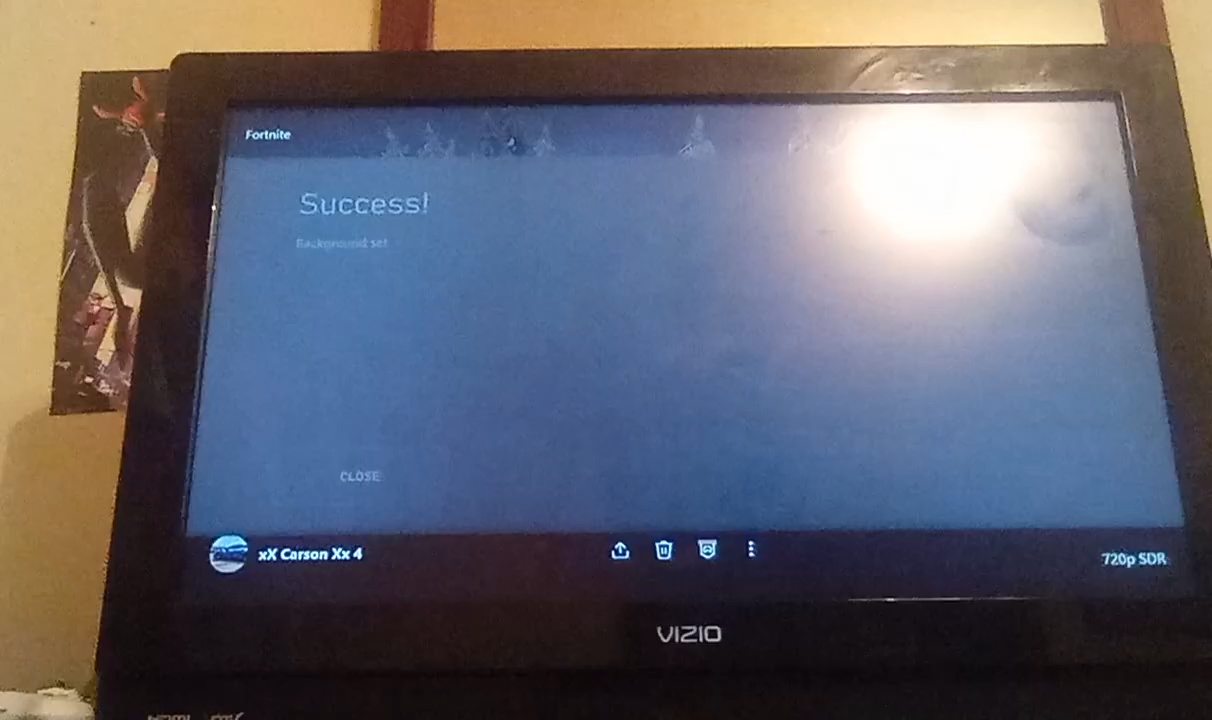 Fortnite
Success!
Background set
CLOSE
xX Carson Xx 4
720p SDR
VIZIO